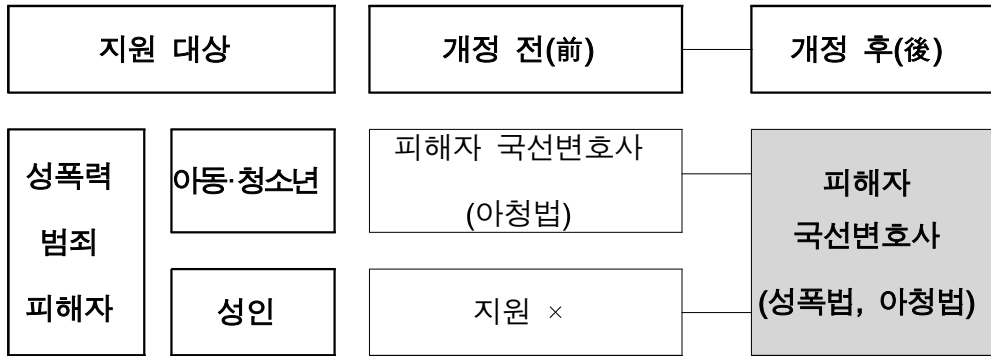 지원 대상
개정 전(前)
개정 후(後)
성폭력
범죄
피해자
아동·청소년
피해자 국선변호사
(아청법)
성인
지원 ×
피해자
국선변호사
(성폭법, 아청법)